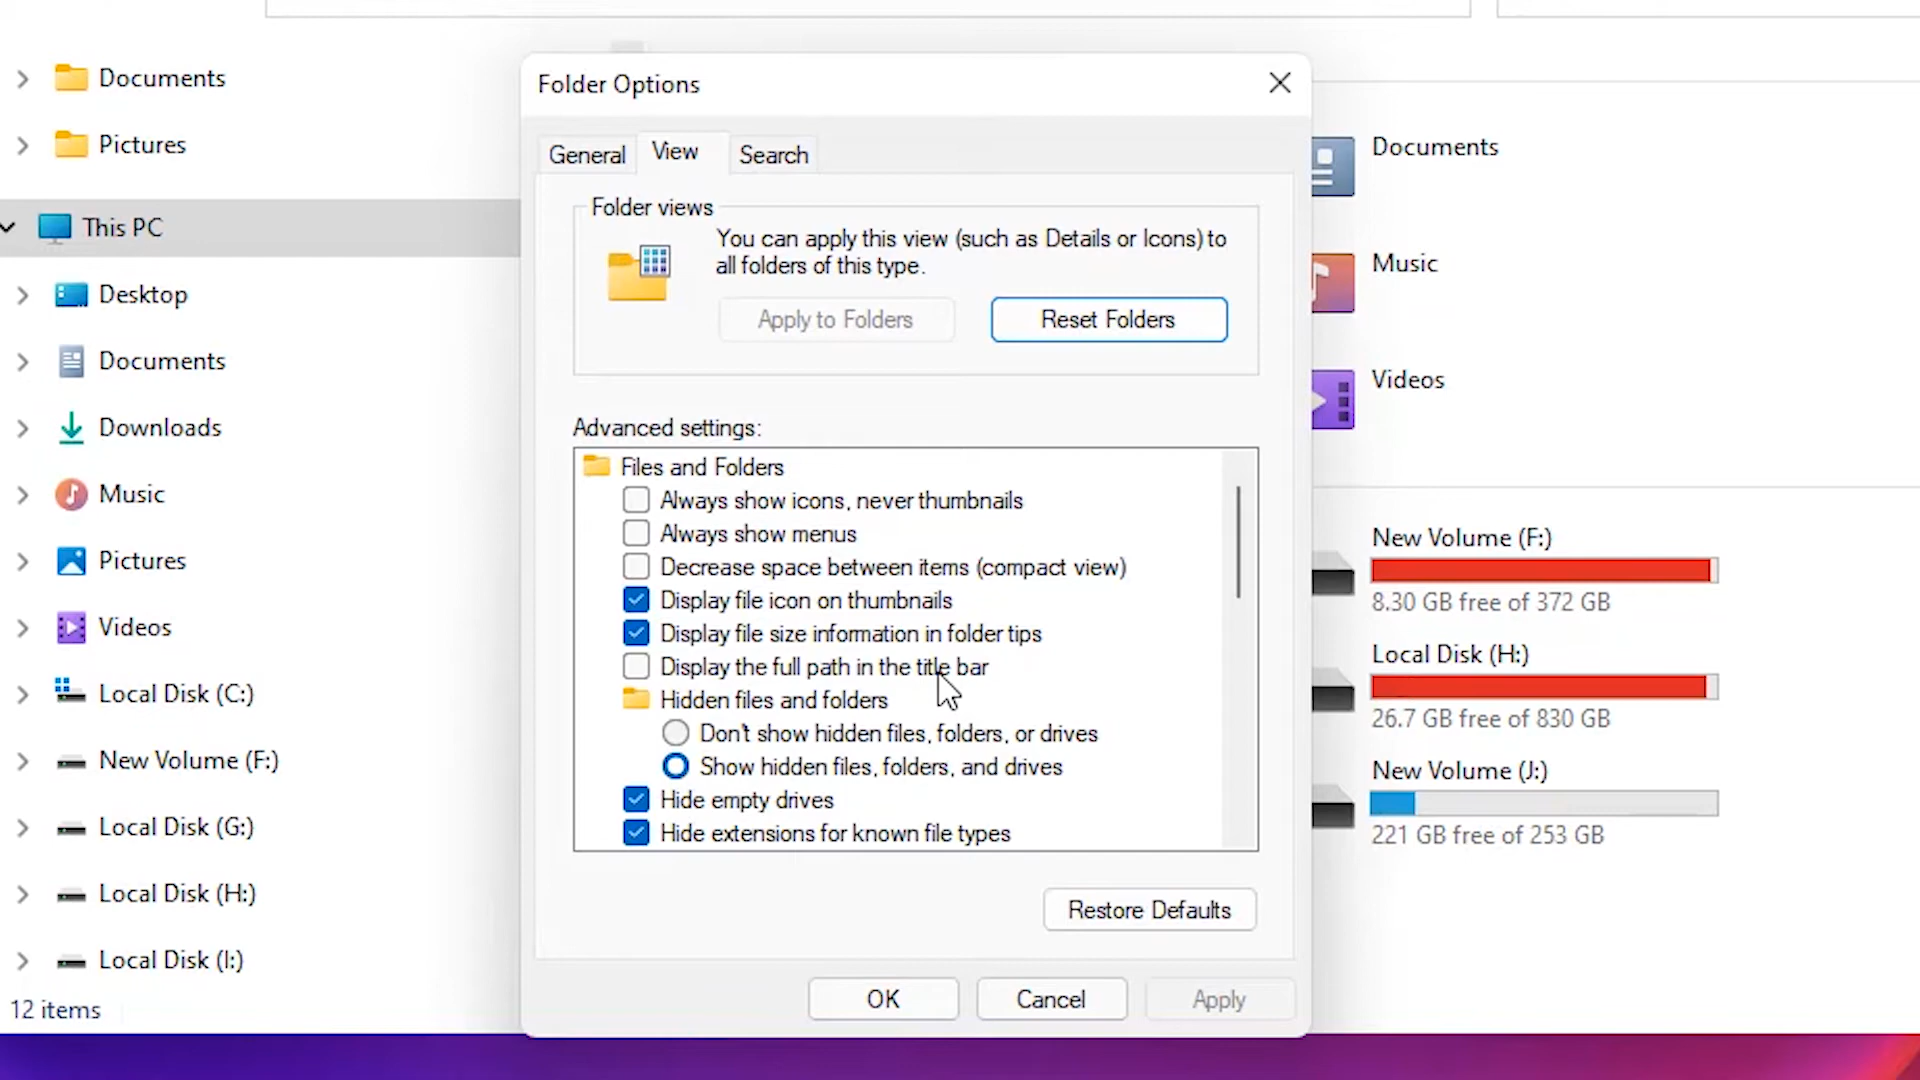 Documents
Pictures
This PC
Desktop
Documents
Downloads
Music
Pictures
Videos
Local Disk (C:)
New Volume (F:)
Local Disk (G:)
Local Disk (H:)
Local Disk (I:)
12 items
Folder Options
General
View
Search
Folder views
You can apply this view (such as Details or Icons) to
all folders of this type.
Apply to Folders
Reset Folders
Advanced settings:
Files and Folders
Always show icons, never thumbnails
Always show menus
Decrease space between items (compact view)
Display file icon on thumbnails
Display file size information in folder tips
Display the full path in the title bar
Hidden files and folders
Don't show hidden files, folders, or drives
Show hidden files, folders, and drives
Hide empty drives
Hide extensions for known file types
Restore Defaults
OK
Cancel
Apply
Documents
Music
Videos
New Volume (F:)
8.30 GB free of 372 GB
Local Disk (H:)
26.7 GB free of 830 GB
New Volume (J:)
221 GB free of 253 GB